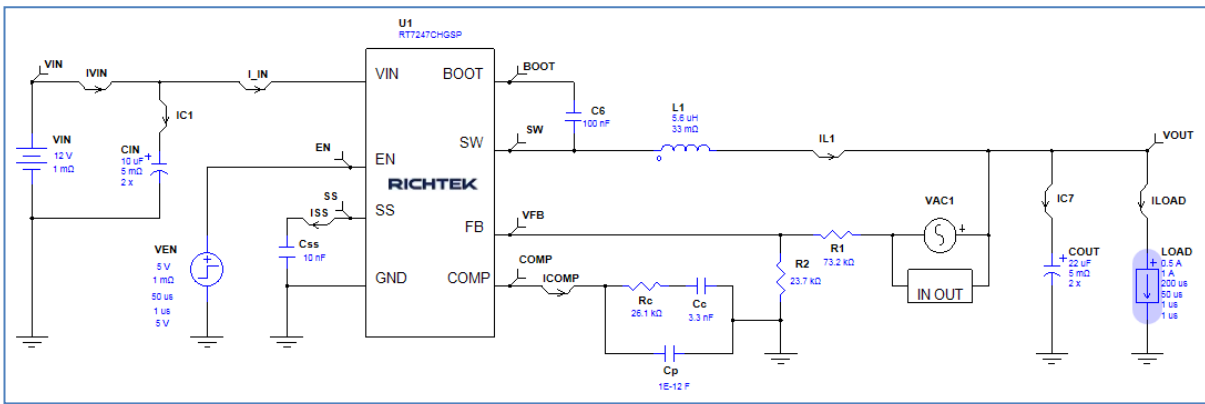 U1
RT7247CHGSP
VIN
IVIN
I_IN
VIN
BOOT
BOOT
IC1
C6
100 nF
L1
5.6 uH
33 mΩ
VIN
12 V
1 mΩ
CIN
10 uF
5 mΩ
2 x
EN
EN
SW
SW
IL1
VOUT
RICHTEK
SS
ISS
SS
FB
VFB
VAC1
IC7
ILOAD
Css
10 nF
R1
73.2 kΩ
VEN
5 V
1 mΩ
50 us
1 us
5 V
GND
COMP
COMP
ICOMP
R2
23.7 kΩ
IN OUT
COUT
22 uF
5 mΩ
2 x
LOAD
0.5 A
1 A
200 us
50 us
1 us
1 us
Rc
26.1 kΩ
Cc
3.3 nF
Cp
1E-12 F